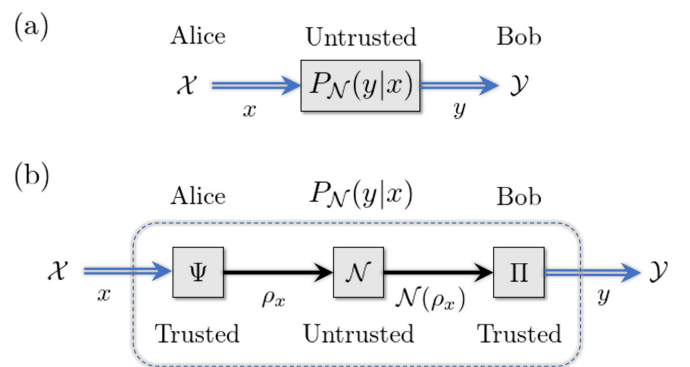 (a)
Alice Untrusted Bob
𝒳 P_𝒩(y|x) 𝒴
x y
(b)
Alice P_𝒩(y|x) Bob
𝒳 Ψ 𝒩 Π 𝒴
x ρ_x 𝒩(ρ_x) y
Trusted Untrusted Trusted